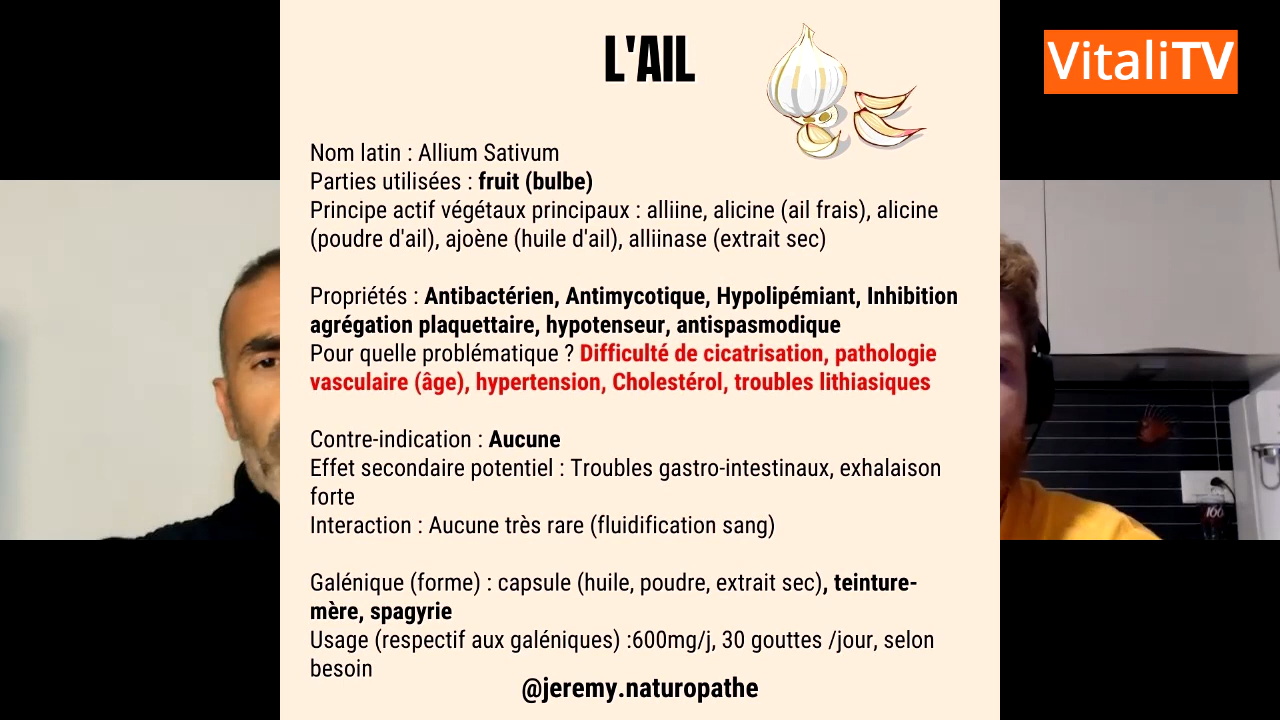 L'AIL
VitaliTV
Nom latin : Allium Sativum
Parties utilisées : fruit (bulbe)
Principe actif végétaux principaux : alliine, alicine (ail frais), alicine
(poudre d'ail), ajoène (huile d'ail), alliinase (extrait sec)
Propriétés : Antibactérien, Antimycotique, Hypolipémiant, Inhibition
agrégation plaquettaire, hypotenseur, antispasmodique
Pour quelle problématique ? Difficulté de cicatrisation, pathologie
vasculaire (âge), hypertension, Cholestérol, troubles lithiasiques
Contre-indication : Aucune
Effet secondaire potentiel : Troubles gastro-intestinaux, exhalaison
forte
Interaction : Aucune très rare (fluidification sang)
Galénique (forme) : capsule (huile, poudre, extrait sec), teinture-
mère, spagyrie
Usage (respectif aux galéniques) :600mg/j, 30 gouttes /jour, selon
besoin
@jeremy.naturopathe